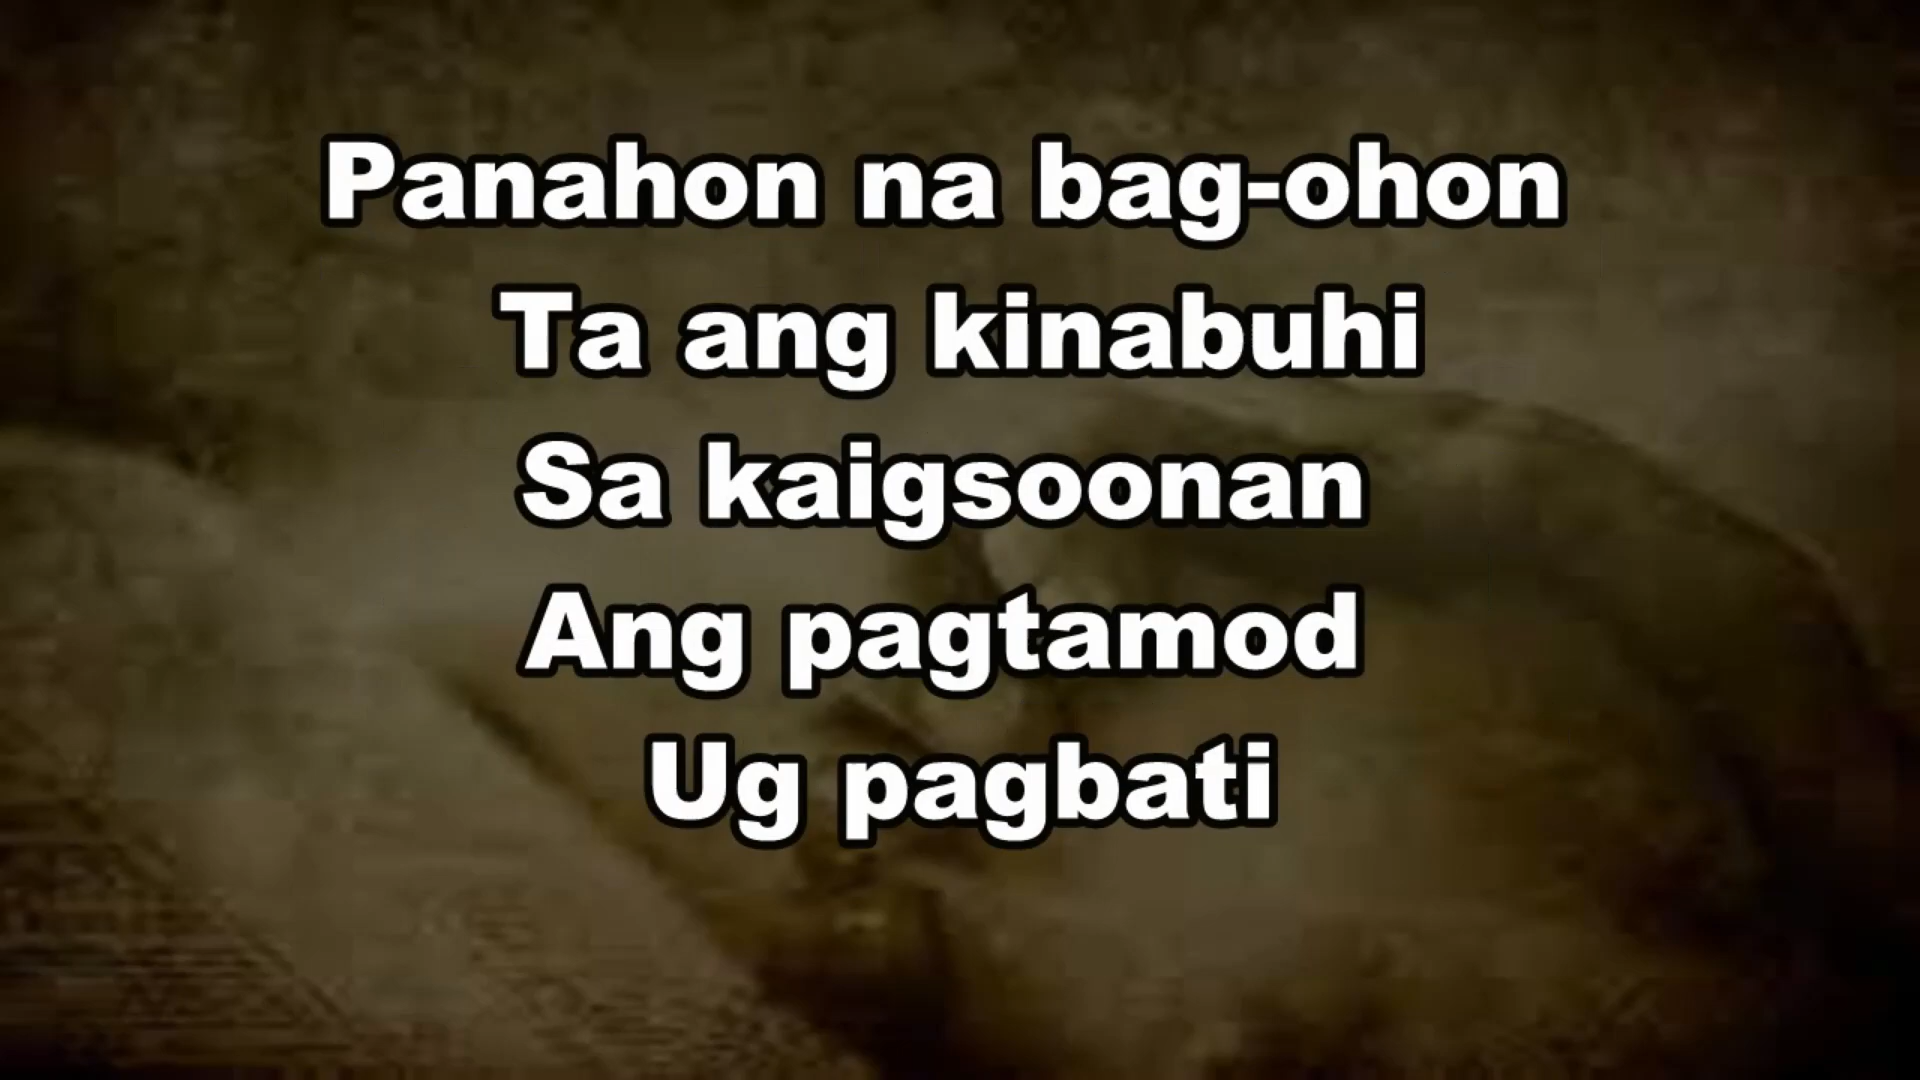 Panahon na bag-ohon
Ta ang kinabuhi
Sa kaigsoonan
Ang pagtamod
Ug pagbati